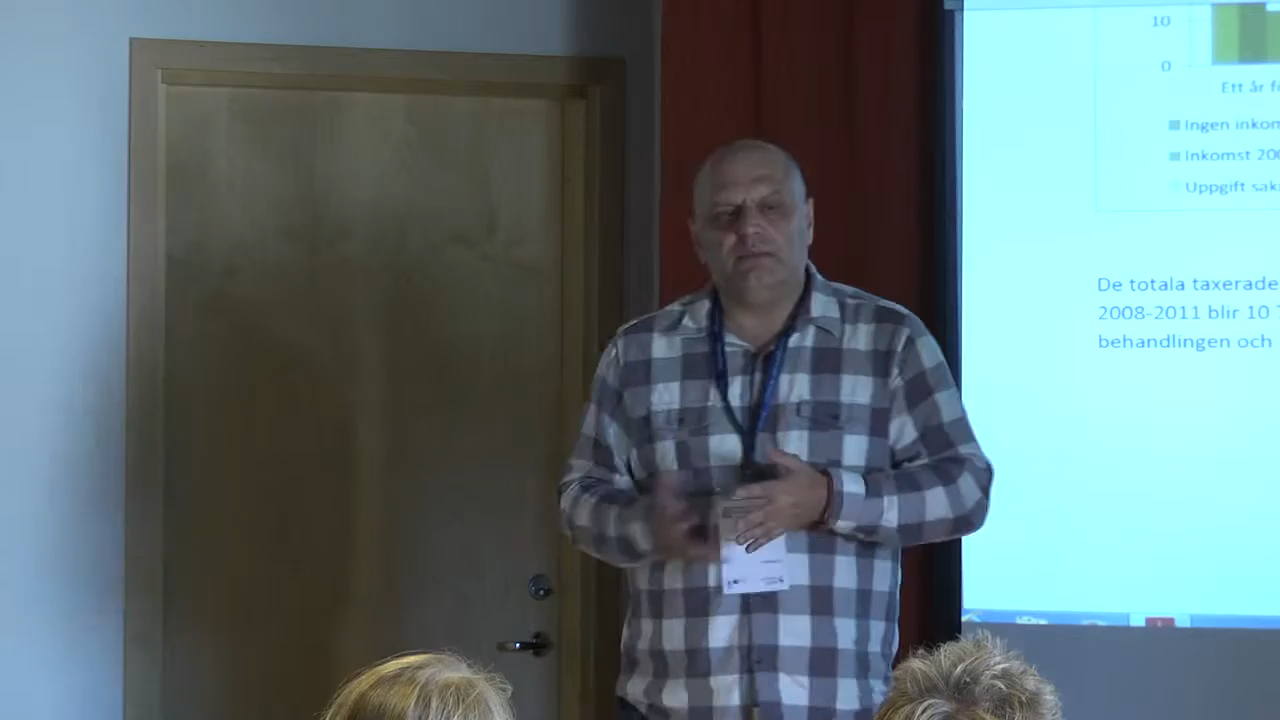 10
0
Ett år f
Ingen inkom
Inkomst 20
Uppgift sak
De totala taxerade
2008-2011 blir 10
behandlingen och